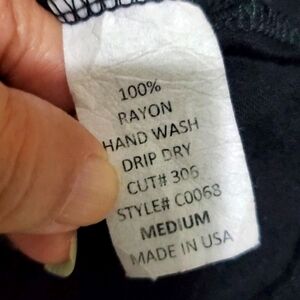 100%
RAYON
HAND WASH
DRIP DRY
CUT# 306
STYLE# C0068
MEDIUM
MADE IN USA